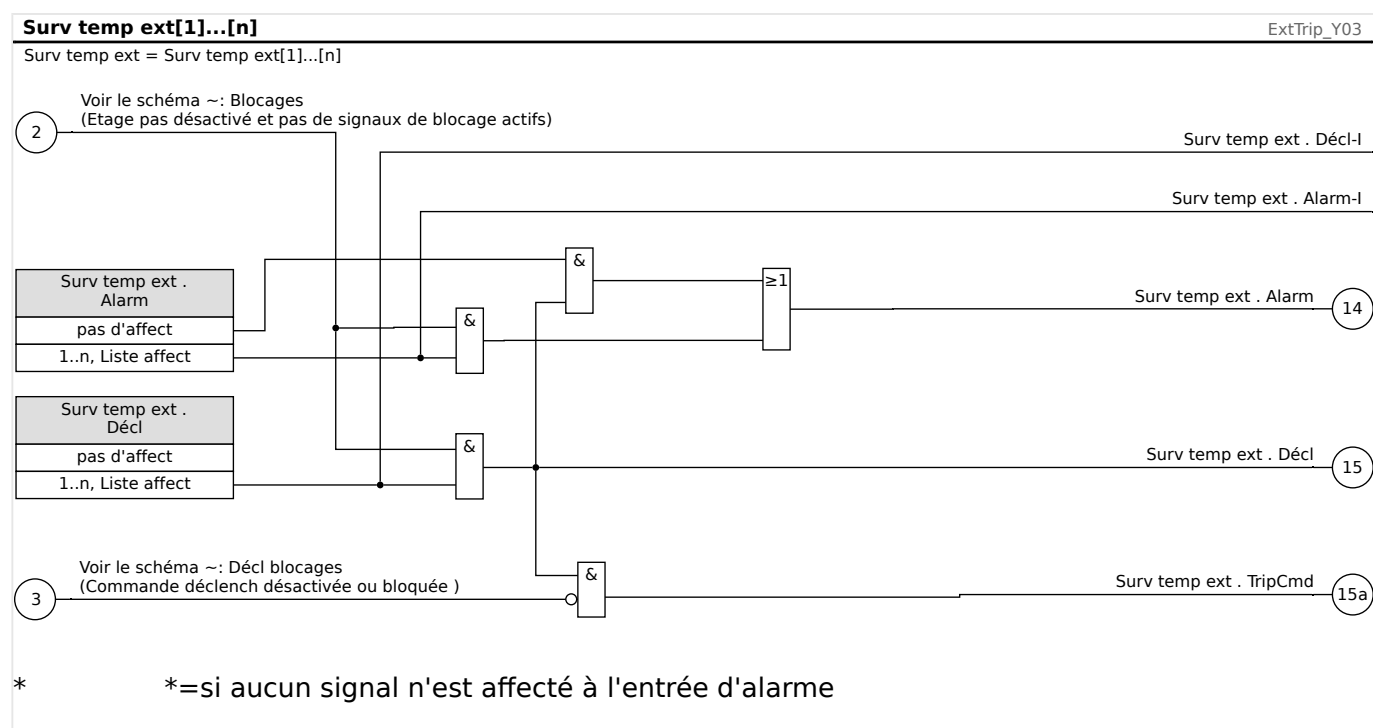 Surv temp ext[1]...[n]
ExtTrip_Y03
Surv temp ext = Surv temp ext[1]...[n]
Voir le schéma ~: Blocages
(Etage pas désactivé et pas de signaux de blocage actifs)
2
Surv temp ext . Décl-I
Surv temp ext . Alarm-I
Surv temp ext .
Alarm
pas d'affect
1..n, Liste affect
&
&
≥1
Surv temp ext . Alarm
14
Surv temp ext .
Décl
pas d'affect
1..n, Liste affect
&
Surv temp ext . Décl
15
Voir le schéma ~: Décl blocages
(Commande déclench désactivée ou bloquée )
3
&
Surv temp ext . TripCmd
15a
* *=si aucun signal n'est affecté à l'entrée d'alarme